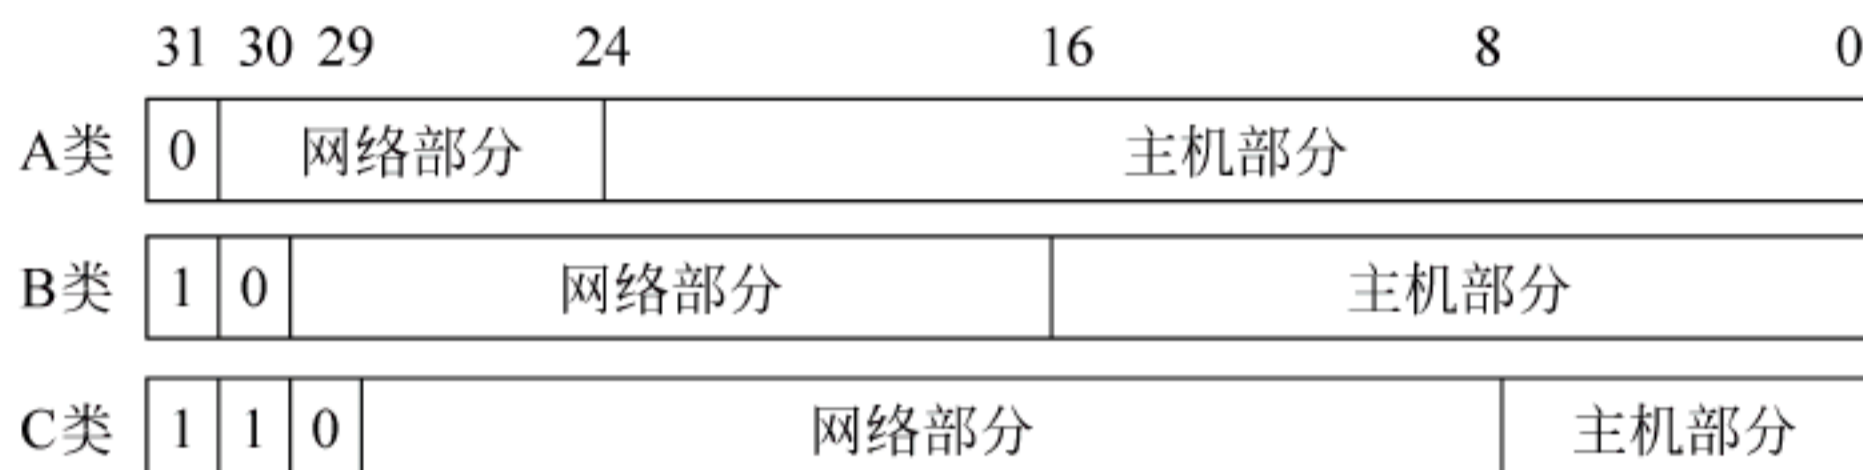 31 30 29 24 16 8 0
A类 0 网络部分 主机部分
B类 1 0 网络部分 主机部分
C类 1 1 0 网络部分 主机部分